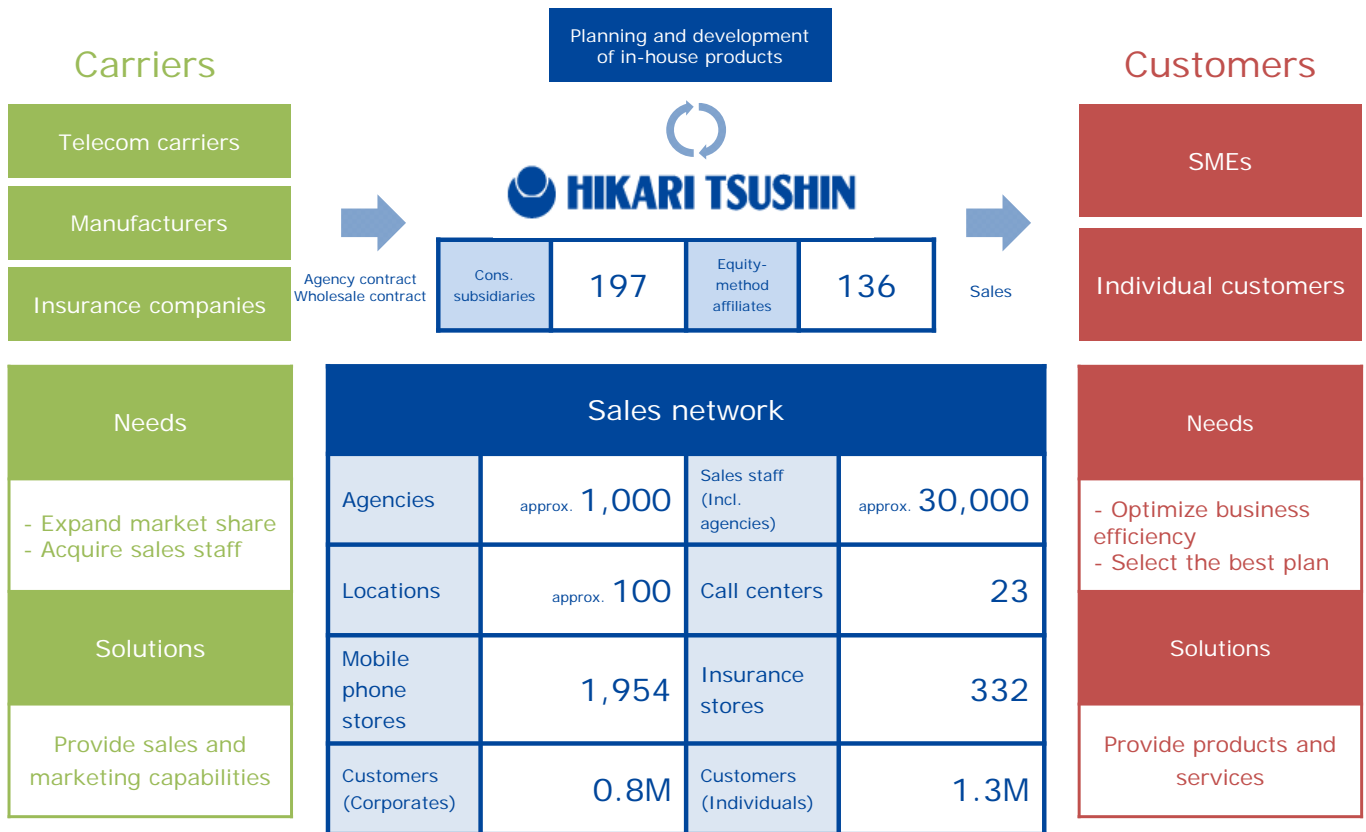 Planning and development
of in-house products
Carriers
Telecom carriers
Manufacturers
Insurance companies
Agency contract
Wholesale contract
HIKARI TSUSHIN
Cons.
subsidiaries
197
Equity-
method
affiliates
136
Sales
Customers
SMEs
Individual customers
Needs
- Expand market share
- Acquire sales staff
Solutions
Provide sales and
marketing capabilities
Sales network
Agencies
approx. 1,000
Sales staff
(Incl.
agencies)
approx. 30,000
Locations
approx. 100
Call centers
23
Mobile
phone
stores
1,954
Insurance
stores
332
Customers
(Corporates)
0.8M
Customers
(Individuals)
1.3M
Needs
- Optimize business
efficiency
- Select the best plan
Solutions
Provide products and
services